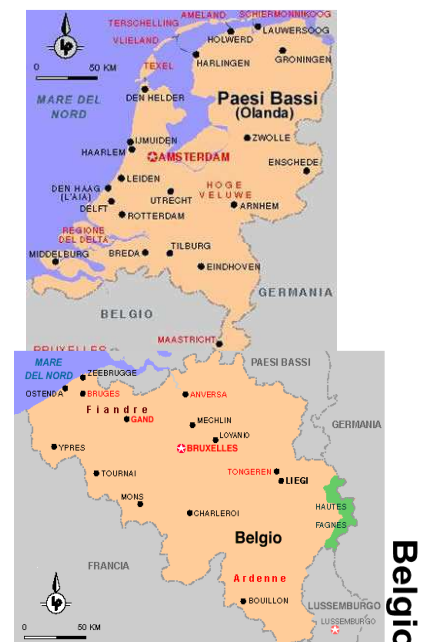 AMELAND
SCHIERMONNIKOOG
TERSCHELLING
LAUWERSOOG
HOLWERD
VLIELAND
GRONINGEN
HARLINGEN
TEXEL
lp
0 50 KM
DEN HELDER
MARE DEL
NORD
Paesi Bassi
(Olanda)
IJMUIDEN
ZWOLLE
HAARLEM
AMSTERDAM
ENSCHEDE
LEIDEN
DEN HAAG
(L'AIA)
HOGE
VELUWE
UTRECHT
DELFT
ARNHEM
ROTTERDAM
REGIONE
DEL DELTA
TILBURG
MIDDELBURG
BREDA
EINDHOVEN
GERMANIA
BELGIO
MAASTRICHT
BRUXELLES
MARE
DEL NORD
PAESI BASSI
ZEEBRUGGE
OSTENDA
BRUGES
ANVERSA
Fiandre
GAND
MECHLIN
GERMANIA
LOVANIO
YPRES
BRUXELLES
TONGEREN
TOURNAI
LIEGI
MONS
HAUTES
FAGNES
CHARLEROI
Belgio
FRANCIA
Ardenne
lp
BOUILLON
LUSSEMBURGO
LUSSEMBURGO
0 50 KM
Belgio